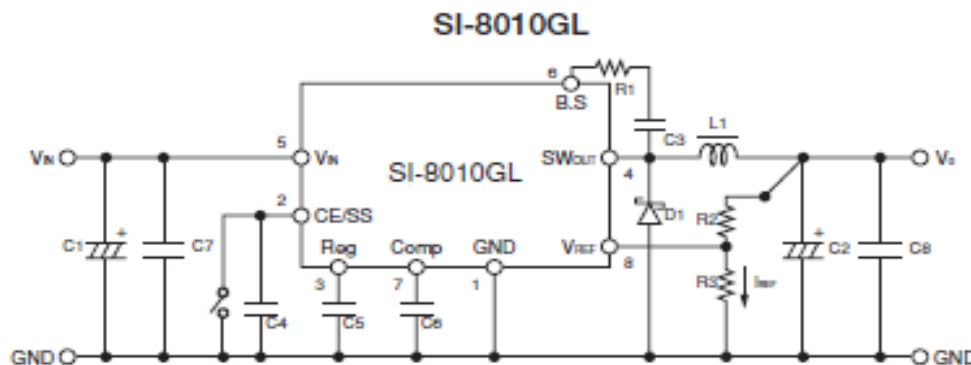 SI-8010GL
6
R1
B.S
C3
L1
VIN
5
VIN
SI-8010GL
SWOUT
4
Vo
2
CE/SS
C1
+
C7
Reg
Comp
GND
VREF
8
D1
R2
+
C2
C8
3
7
1
R3
IREF
C4
C5
C6
GND
GND